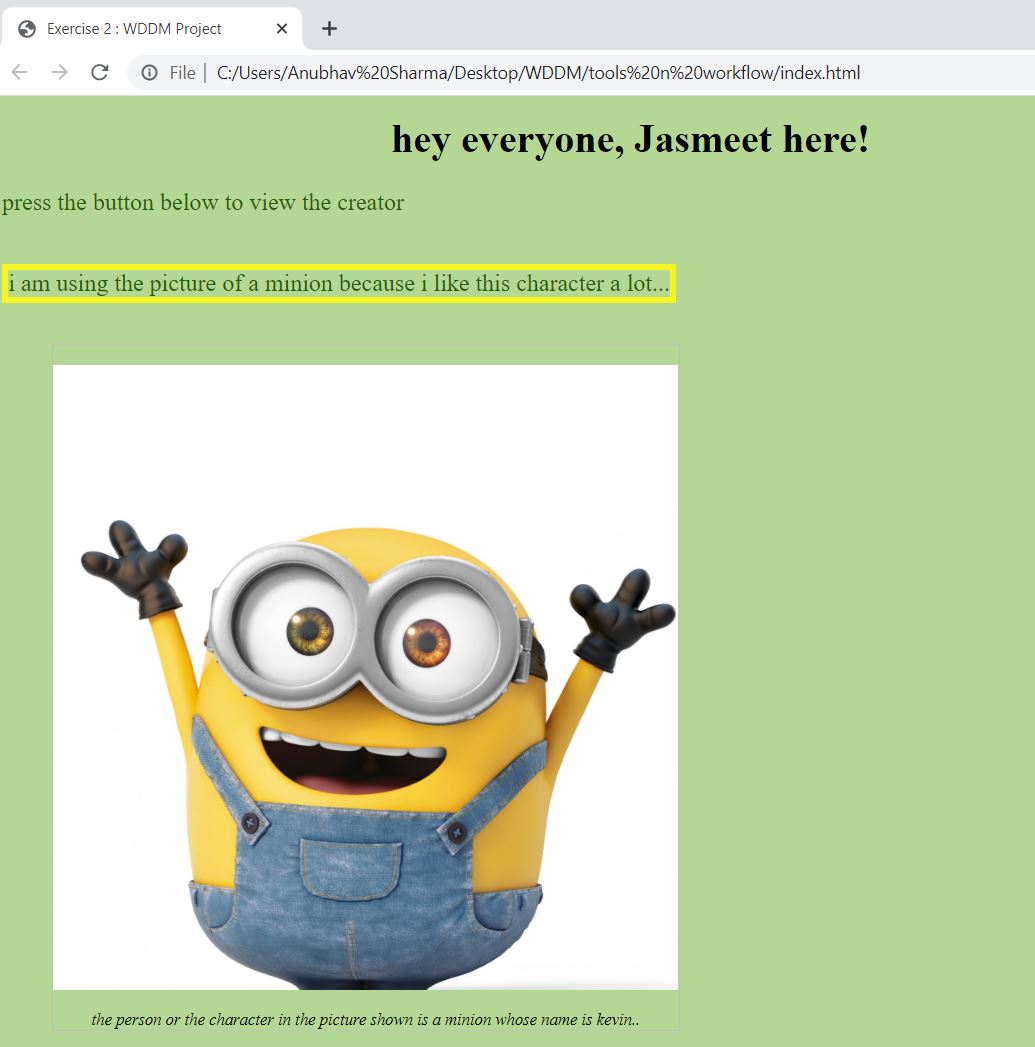 Exercise 2 : WDDM Project
File | C:/Users/Anubhav%20Sharma/Desktop/WDDM/tools%20n%20workflow/index.html
hey everyone, Jasmeet here!
press the button below to view the creator
i am using the picture of a minion because i like this character a lot...
the person or the character in the picture shown is a minion whose name is kevin..